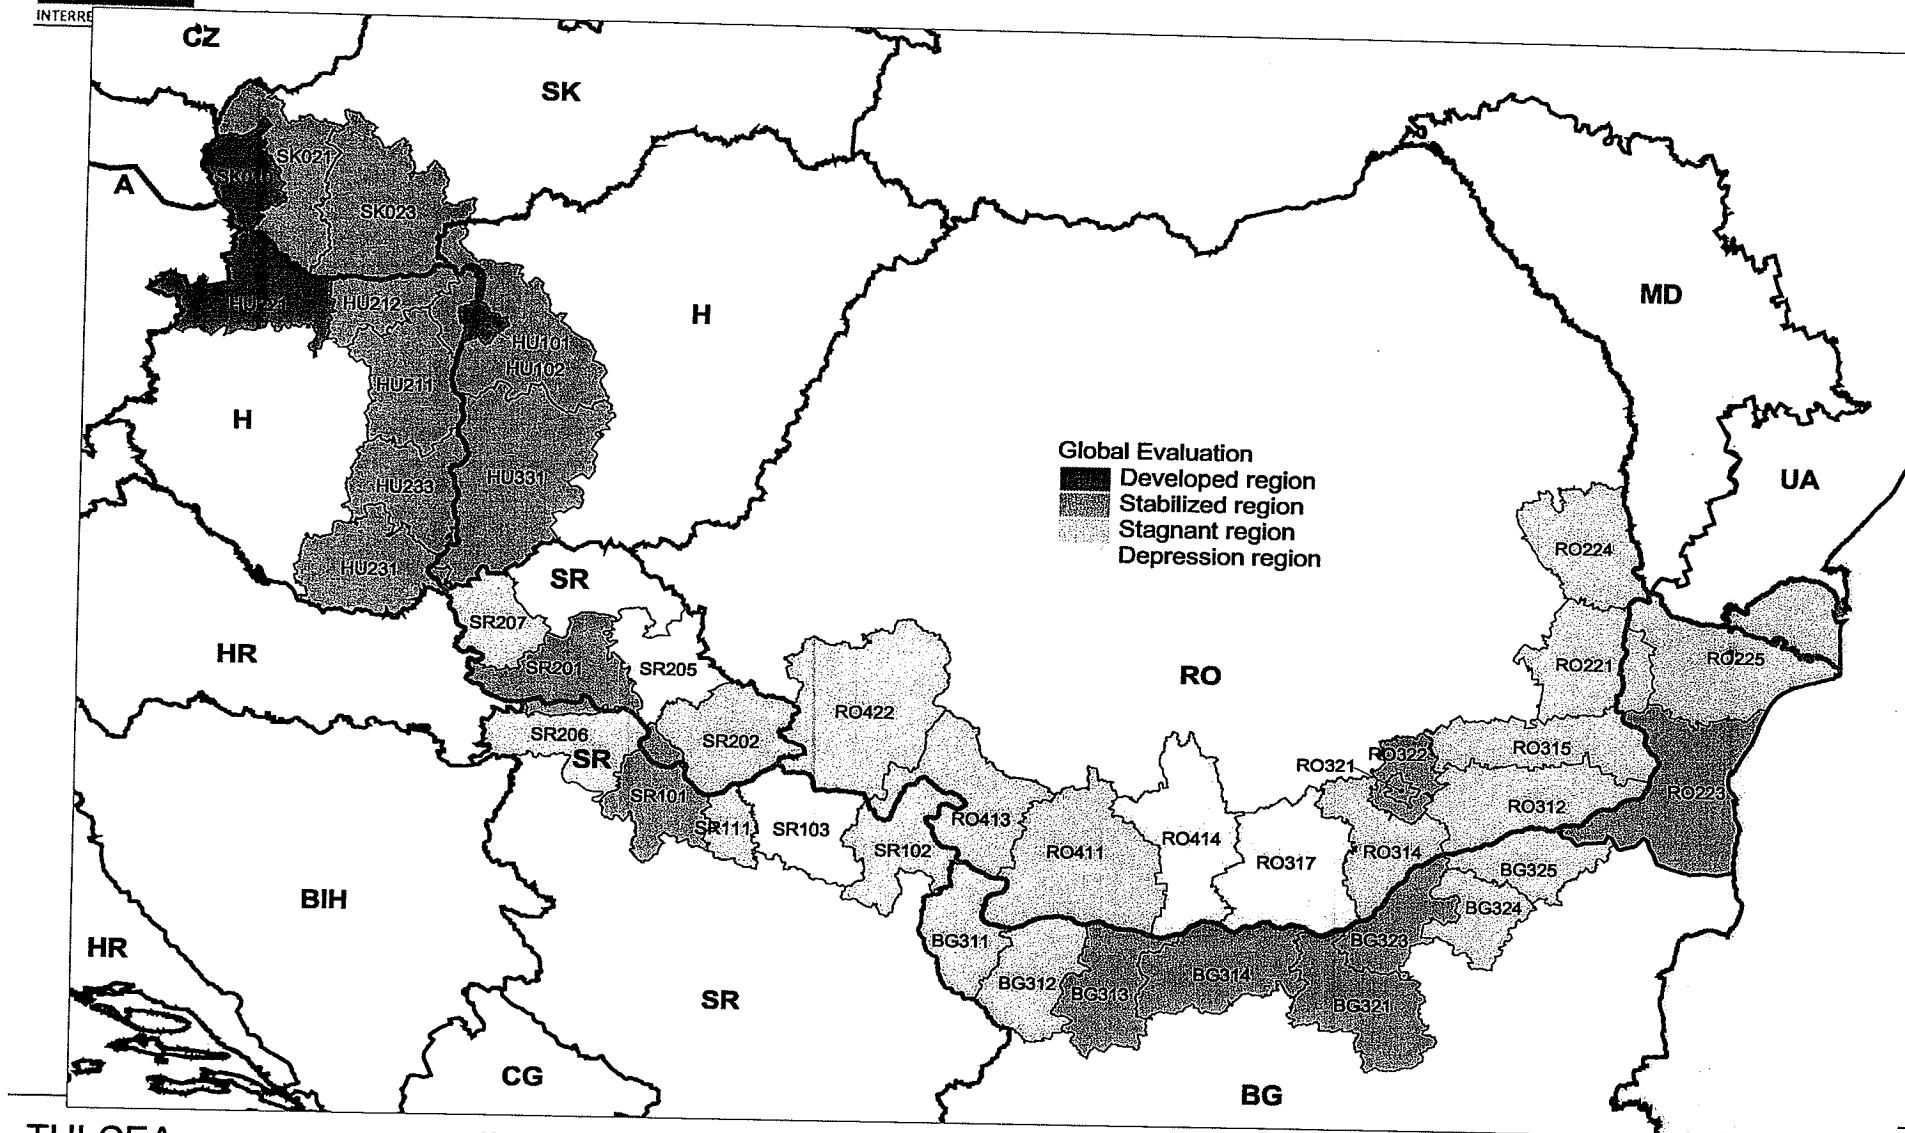 INTERRE
CZ
SK
A
SK010
SK021
SK023
HU221
HU212
H
HU101
HU102
HU211
H
HU233
HU331
HU231
MD
UA
Global Evaluation
Developed region
Stabilized region
Stagnant region
Depression region
SR
SR207
SR201
SR205
HR
SR206
SR
SR202
RO422
RO
RO224
RO221
RO225
SR101
SR111
SR103
SR102
RO413
RO411
RO414
RO317
RO321
RO322
RO315
RO312
RO314
RO223
BG325
BG324
BIH
HR
SR
BG311
BG312
BG313
BG314
BG323
BG321
CG
BG